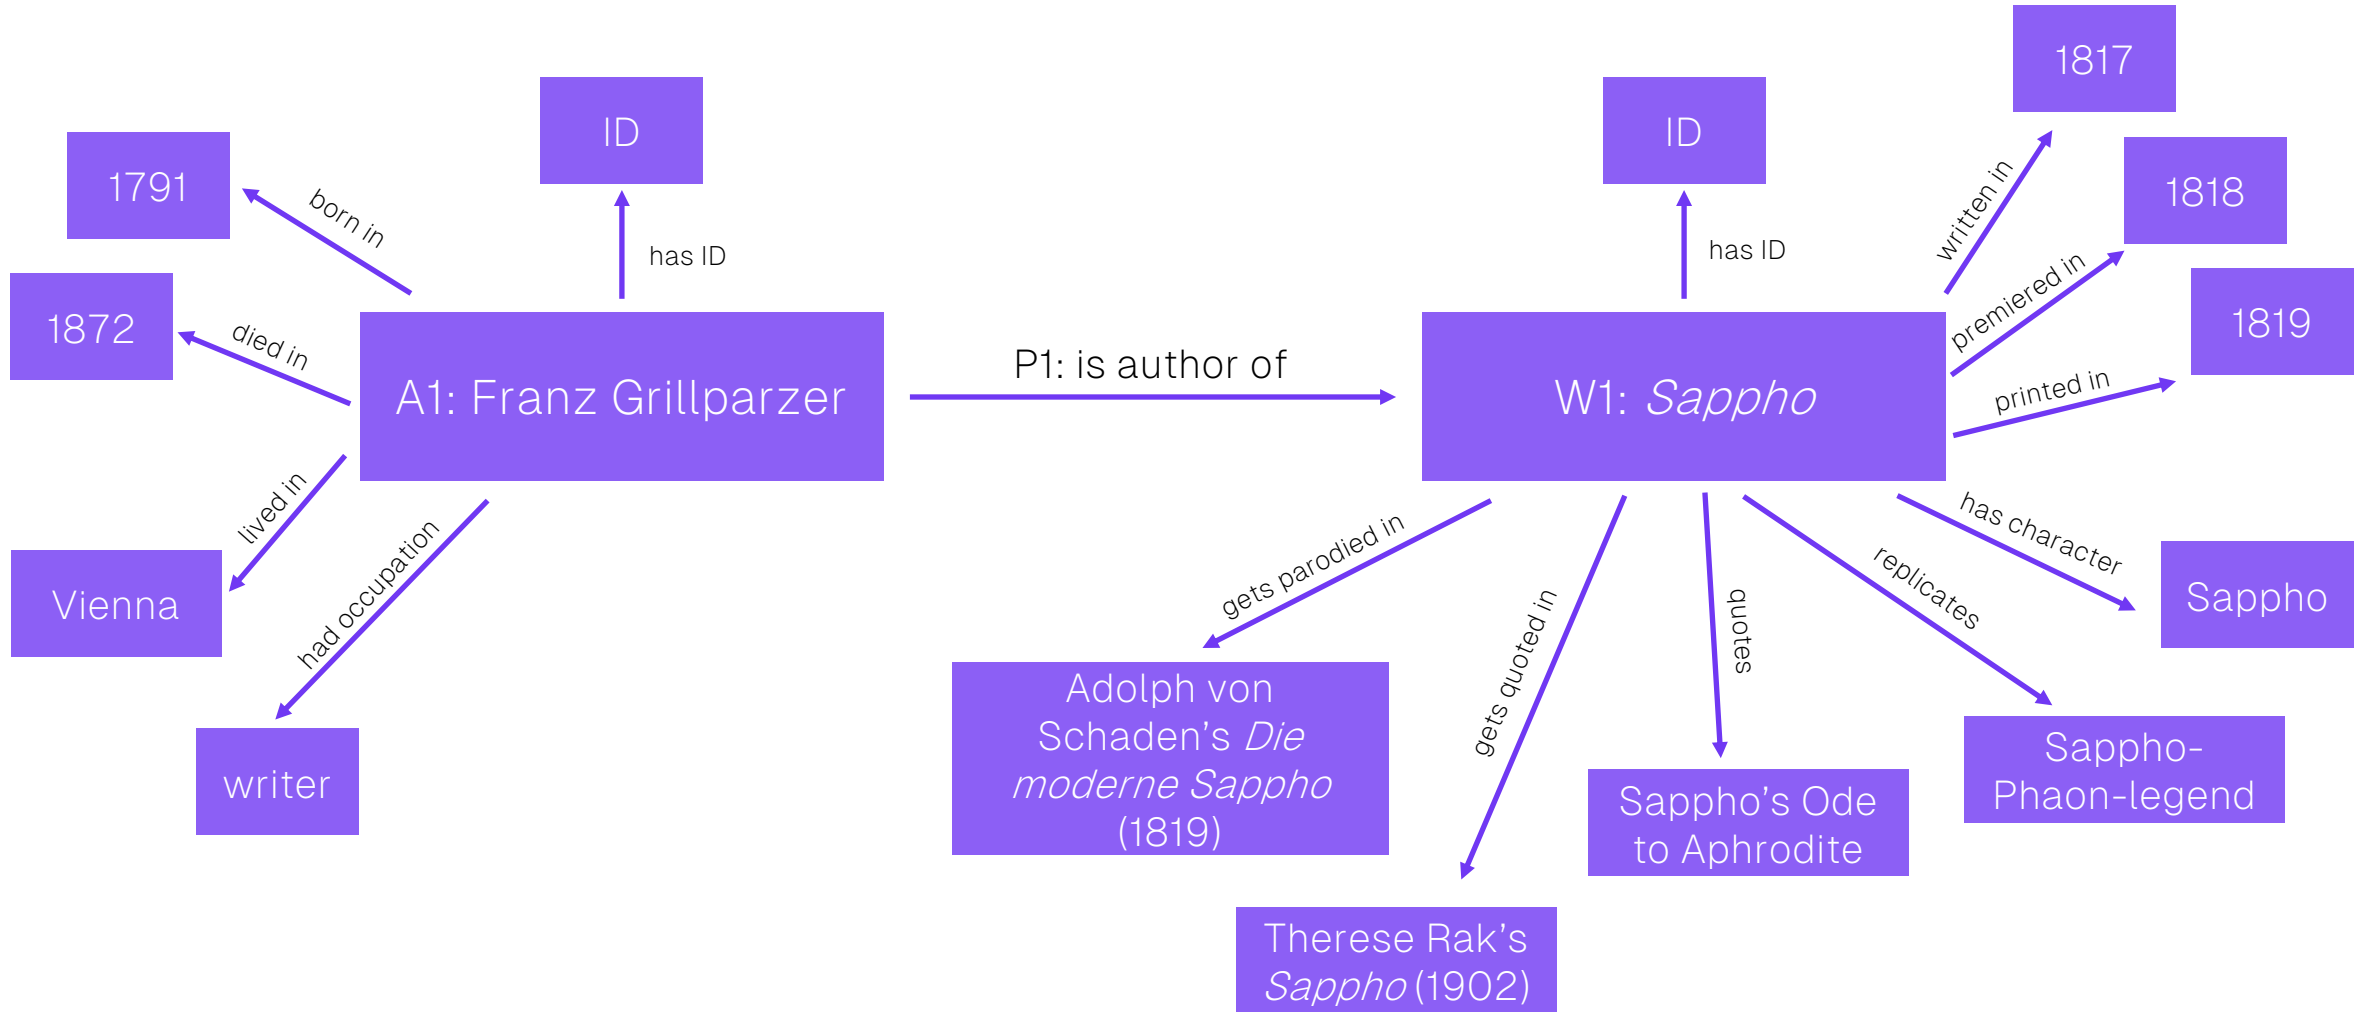 1817
ID
ID
1791
born in
has ID
has ID
written in
1818
premiered in
1819
printed in
1872
died in
A1: Franz Grillparzer
P1: is author of
W1: Sappho
lived in
Vienna
had occupation
writer
gets parodied in
gets quoted in
quotes
replicates
has character
Sappho
Adolph von
Schaden’s Die
moderne Sappho
(1819)
Therese Rak’s
Sappho (1902)
Sappho’s Ode
to Aphrodite
Sappho-
Phaon-legend